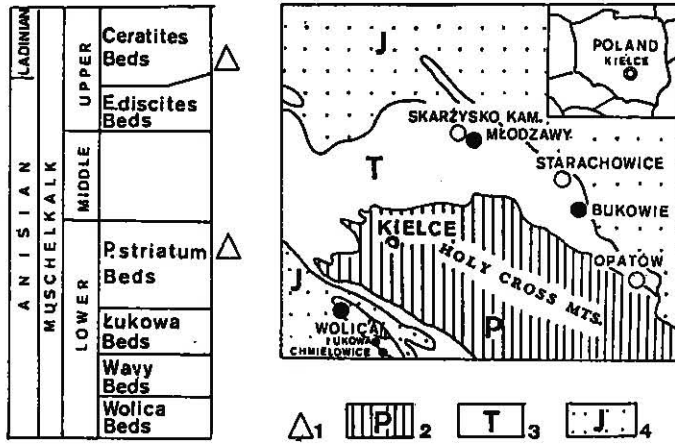 ANISIAN
LADINIAN
MUSCHELKALK
UPPER
MIDDLE
LOWER
Ceratites
Beds
E.discites
Beds
P.striatum
Beds
Łukowa
Beds
Wavy
Beds
Wolica
Beds
J
POLAND
KIELCE
SKARŻYSKO KAM.
MŁODZAWY
T
STARACHOWICE
BUKOWIE
KIELCE
HOLY CROSS MTS.
OPATÓW
J
WOLICA
ŁUKOWA
CHMIELOWICE
P
1
P 2
T 3
J 4